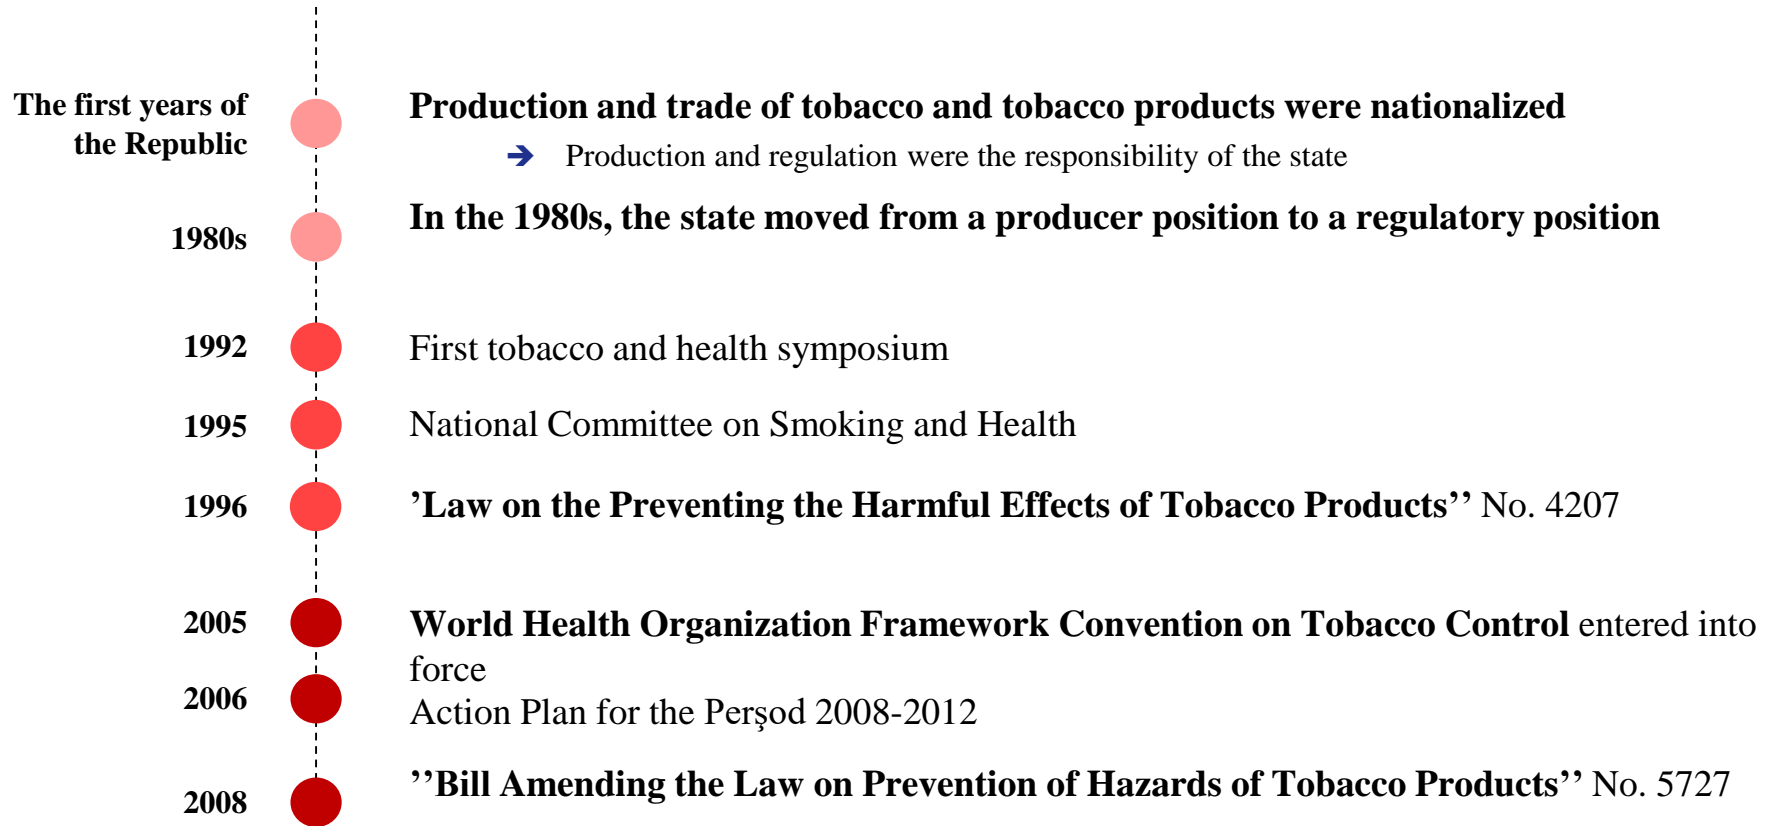 The first years of
the Republic
Production and trade of tobacco and tobacco products were nationalized
➔ Production and regulation were the responsibility of the state
1980s
In the 1980s, the state moved from a producer position to a regulatory position
1992
First tobacco and health symposium
1995
National Committee on Smoking and Health
1996
’Law on the Preventing the Harmful Effects of Tobacco Products’’ No. 4207
2005
World Health Organization Framework Convention on Tobacco Control entered into
force
2006
Action Plan for the Perşod 2008-2012
2008
’’Bill Amending the Law on Prevention of Hazards of Tobacco Products’’ No. 5727